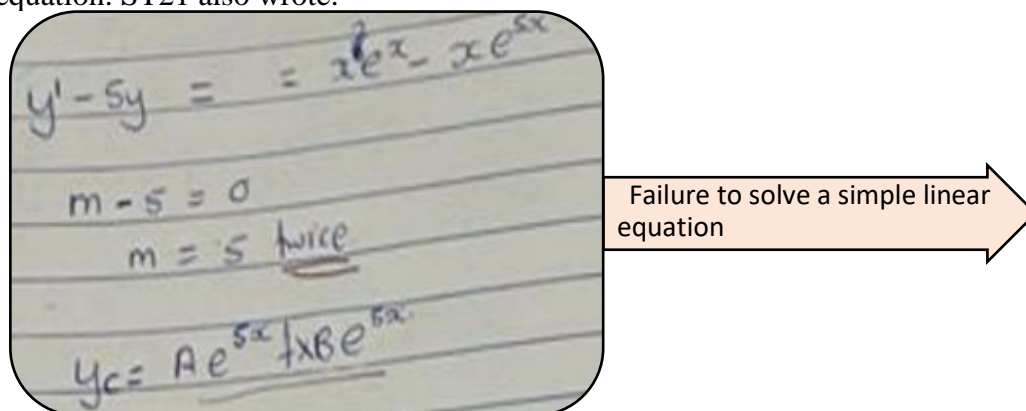 equation. ST21 also wrote:
y' - 5y = = x²eˣ - xe⁵ˣ
m - 5 = 0
m = 5 twice
yc = Ae⁵ˣ + xBe⁵ˣ
Failure to solve a simple linear
equation